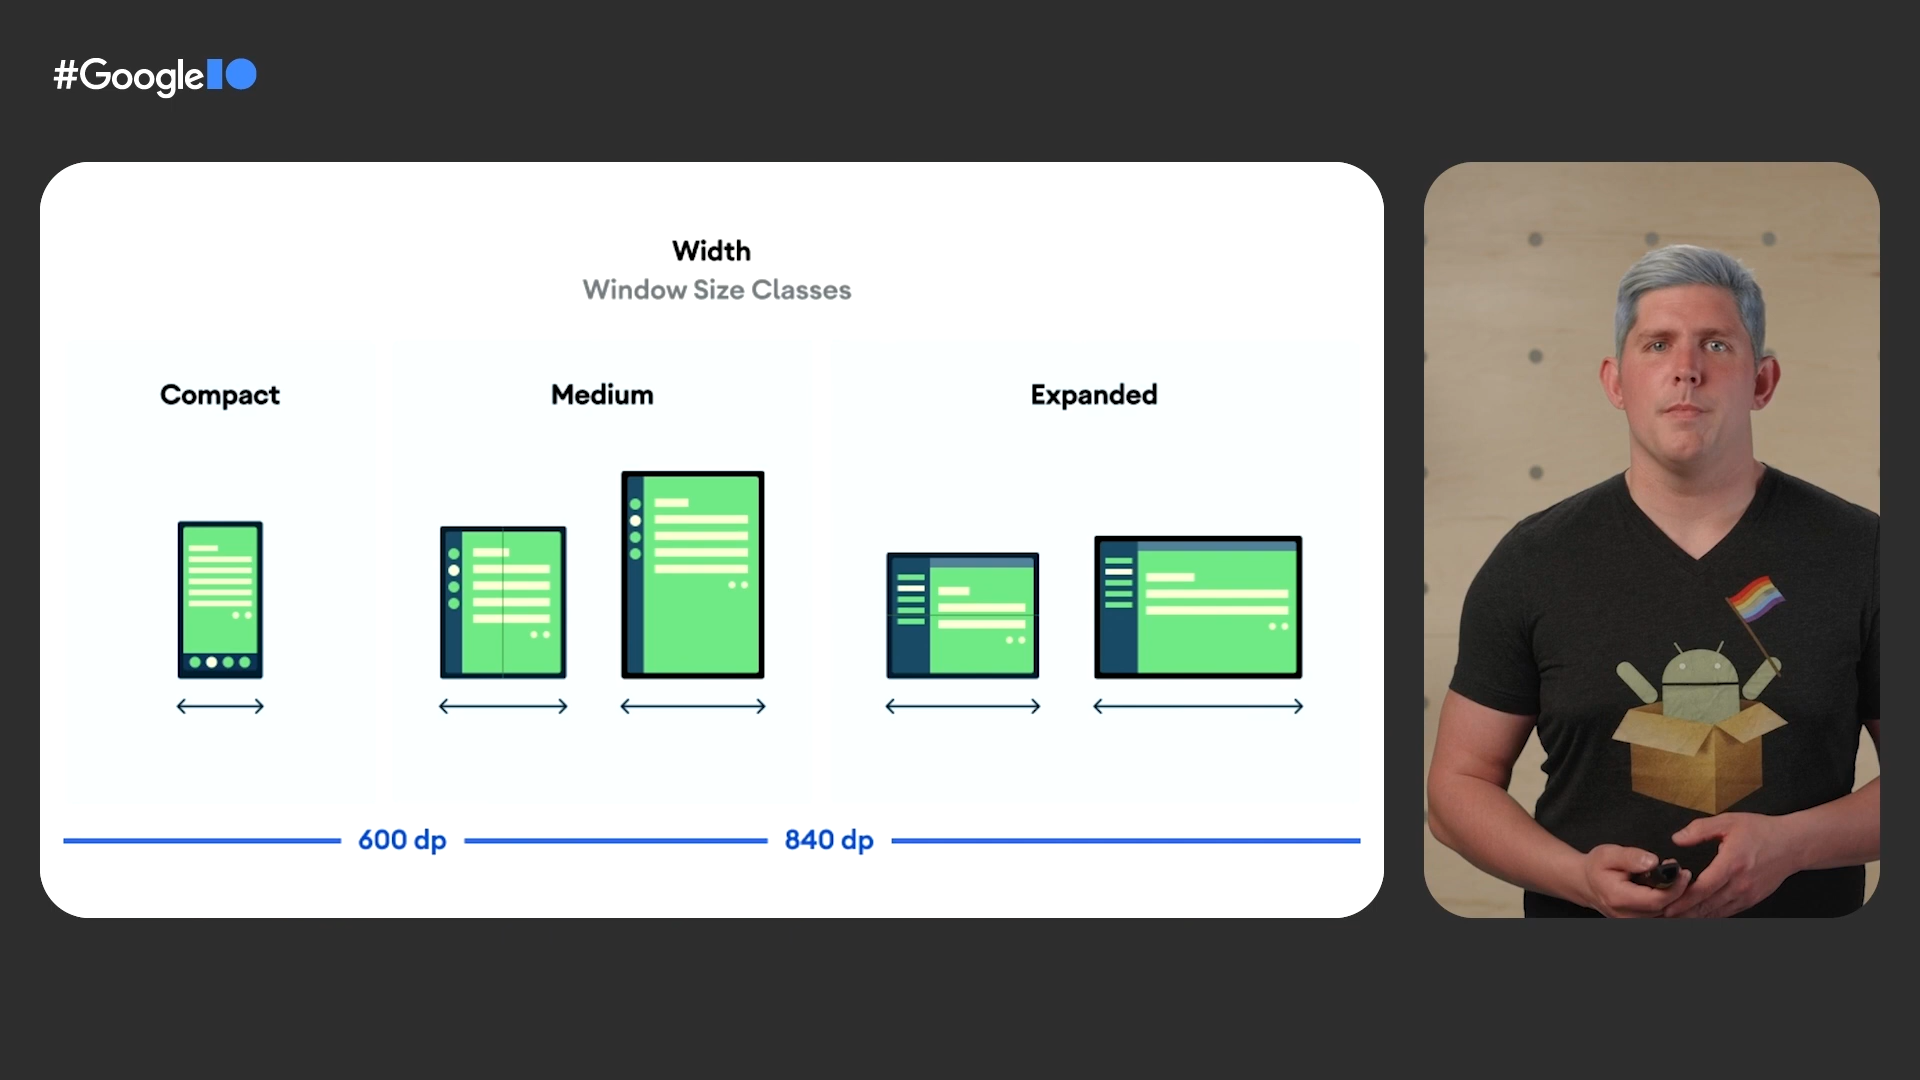 #GoogleIO
Width
Window Size Classes
Compact
Medium
Expanded
600 dp
840 dp